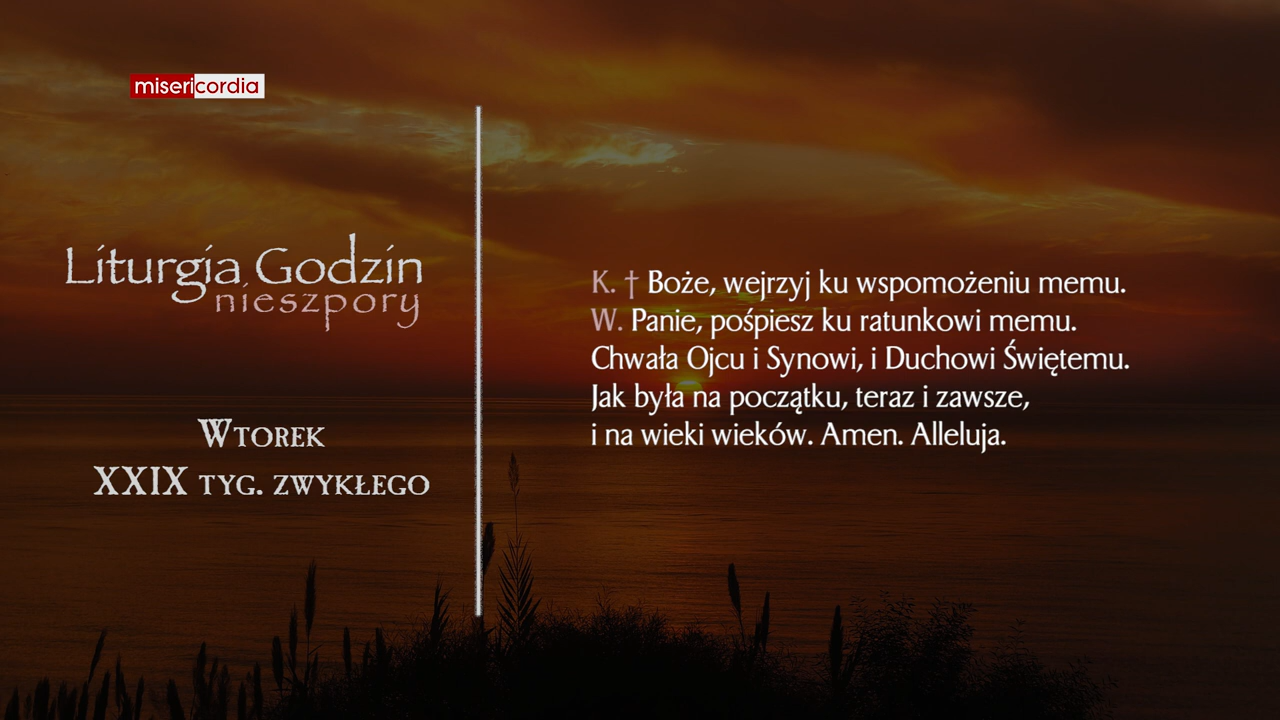 misericordia
Liturgia Godzin
nieszpory
Wtorek
XXIX tyg. zwykłego
K. † Boże, wejrzyj ku wspomożeniu memu.
W. Panie, pośpiesz ku ratunkowi memu.
Chwała Ojcu i Synowi, i Duchowi Świętemu.
Jak była na początku, teraz i zawsze,
i na wieki wieków. Amen. Alleluja.